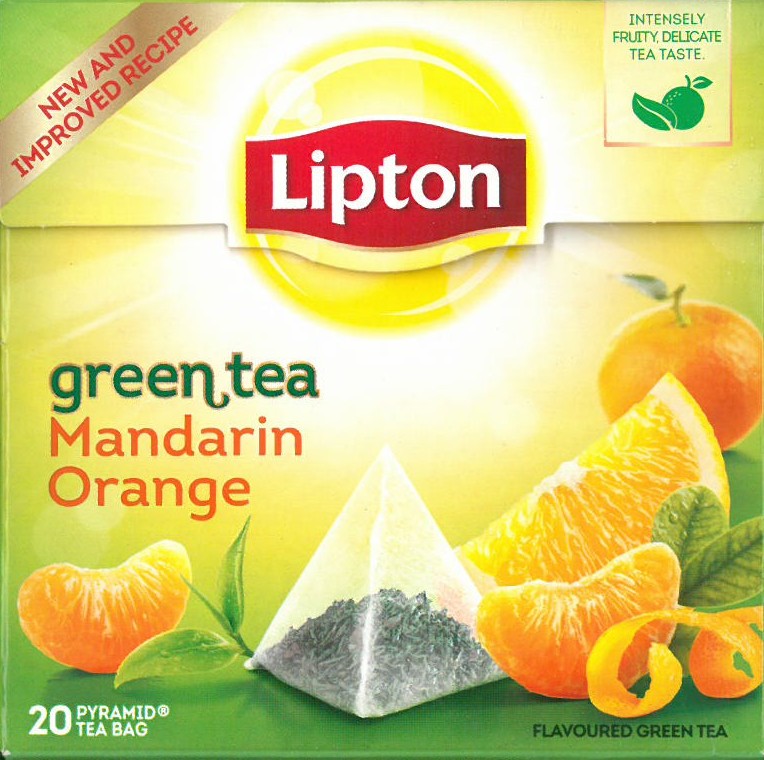 NEW AND
IMPROVED RECIPE
INTENSELY
FRUITY, DELICATE
TEA TASTE.
Lipton
green tea
Mandarin
Orange
20 PYRAMID®
TEA BAG
FLAVOURED GREEN TEA